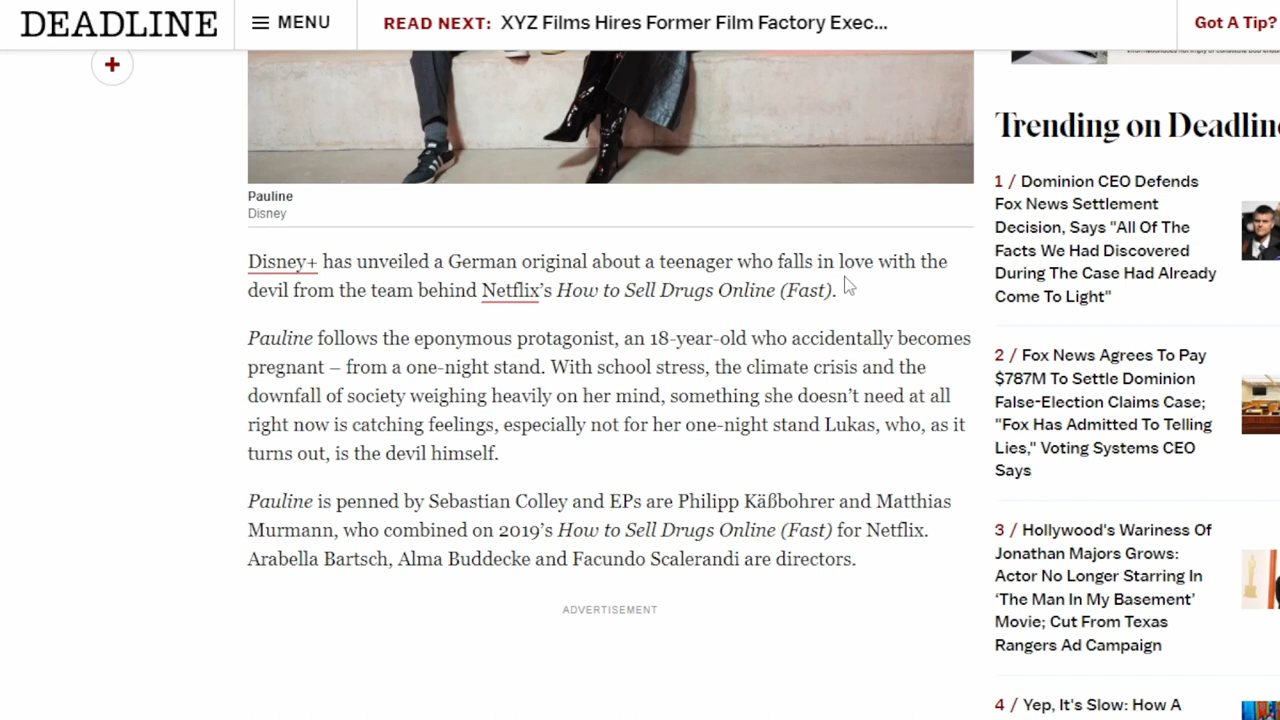 DEADLINE
MENU
READ NEXT: XYZ Films Hires Former Film Factory Exec...
Got A Tip?
Pauline
Disney
Disney+ has unveiled a German original about a teenager who falls in love with the
devil from the team behind Netflix’s How to Sell Drugs Online (Fast).
Pauline follows the eponymous protagonist, an 18-year-old who accidentally becomes
pregnant – from a one-night stand. With school stress, the climate crisis and the
downfall of society weighing heavily on her mind, something she doesn’t need at all
right now is catching feelings, especially not for her one-night stand Lukas, who, as it
turns out, is the devil himself.
Pauline is penned by Sebastian Colley and EPs are Philipp Käßbohrer and Matthias
Murmann, who combined on 2019’s How to Sell Drugs Online (Fast) for Netflix.
Arabella Bartsch, Alma Buddecke and Facundo Scalerandi are directors.
ADVERTISEMENT
Trending on Deadlin
1 / Dominion CEO Defends
Fox News Settlement
Decision, Says "All Of The
Facts We Had Discovered
During The Case Had Already
Come To Light"
2 / Fox News Agrees To Pay
$787M To Settle Dominion
False-Election Claims Case;
"Fox Has Admitted To Telling
Lies," Voting Systems CEO
Says
3 / Hollywood's Wariness Of
Jonathan Majors Grows:
Actor No Longer Starring In
‘The Man In My Basement’
Movie; Cut From Texas
Rangers Ad Campaign
4 / Yep, It's Slow: How A